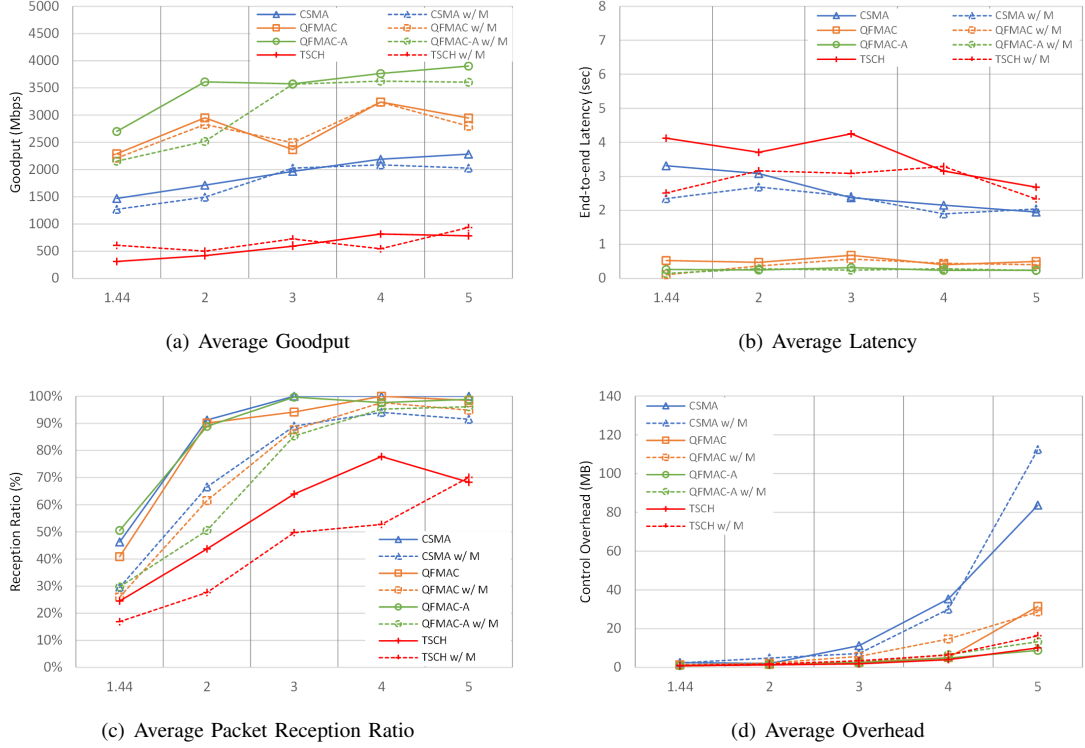 CSMA CSMA w/ M
QFMAC QFMAC w/ M
QFMAC-A QFMAC-A w/ M
TSCH TSCH w/ M
Goodput (Mbps)
5000
4500
4000
3500
3000
2500
2000
1500
1000
500
0
1.44 2 3 4 5
(a) Average Goodput
CSMA CSMA w/ M
QFMAC QFMAC w/ M
QFMAC-A QFMAC-A w/ M
TSCH TSCH w/ M
End-to-end Latency (sec)
8
7
6
5
4
3
2
1
0
1.44 2 3 4 5
(b) Average Latency
Reception Ratio (%)
100%
90%
80%
70%
60%
50%
40%
30%
20%
10%
0%
CSMA
CSMA w/ M
QFMAC
QFMAC w/ M
QFMAC-A
QFMAC-A w/ M
TSCH
TSCH w/ M
1.44 2 3 4 5
(c) Average Packet Reception Ratio
Control Overhead (MB)
140
120
100
80
60
40
20
0
CSMA
CSMA w/ M
QFMAC
QFMAC w/ M
QFMAC-A
QFMAC-A w/ M
TSCH
TSCH w/ M
1.44 2 3 4 5
(d) Average Overhead